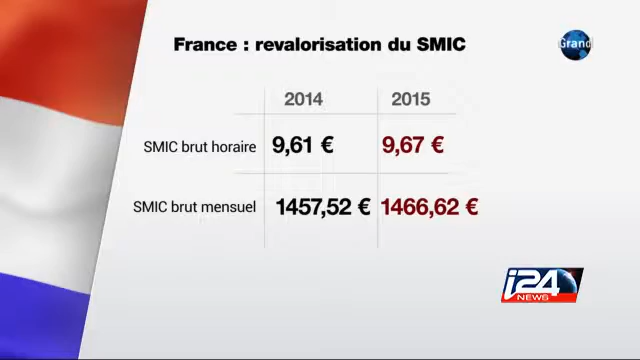 France : revalorisation du SMIC
Grand
2014 2015
SMIC brut horaire 9,61 € 9,67 €
SMIC brut mensuel 1457,52 € 1466,62 €
i24
NEWS